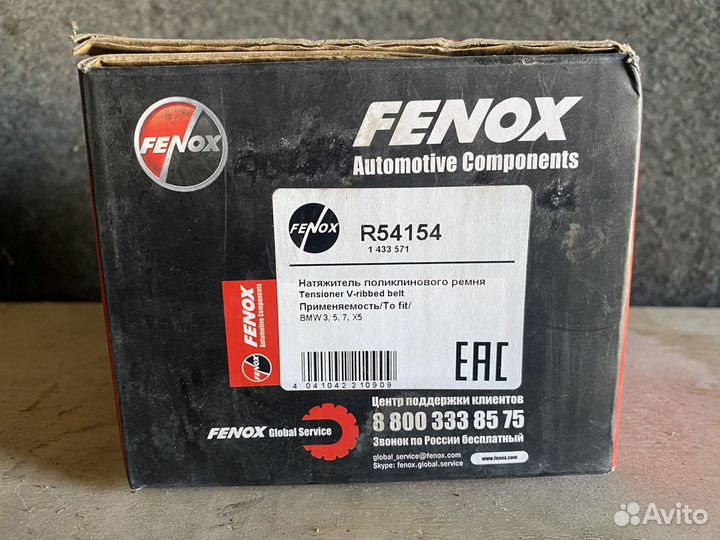 FENOX
FENOX
Automotive Components
FENOX
R54154
1 433 571
Натяжитель поликлинового ремня
Tensioner V-ribbed belt
Применяемость/To fit/
BMW 3, 5, 7, X5
FENOX
Automotive Components
FENOX
4 041042 210909
EAC
Центр поддержки клиентов
8 800 333 85 75
Звонок по России бесплатный
FENOX Global Service
global_service@fenox.com
Skype: fenox.global.service
www.fenox.com
Avito